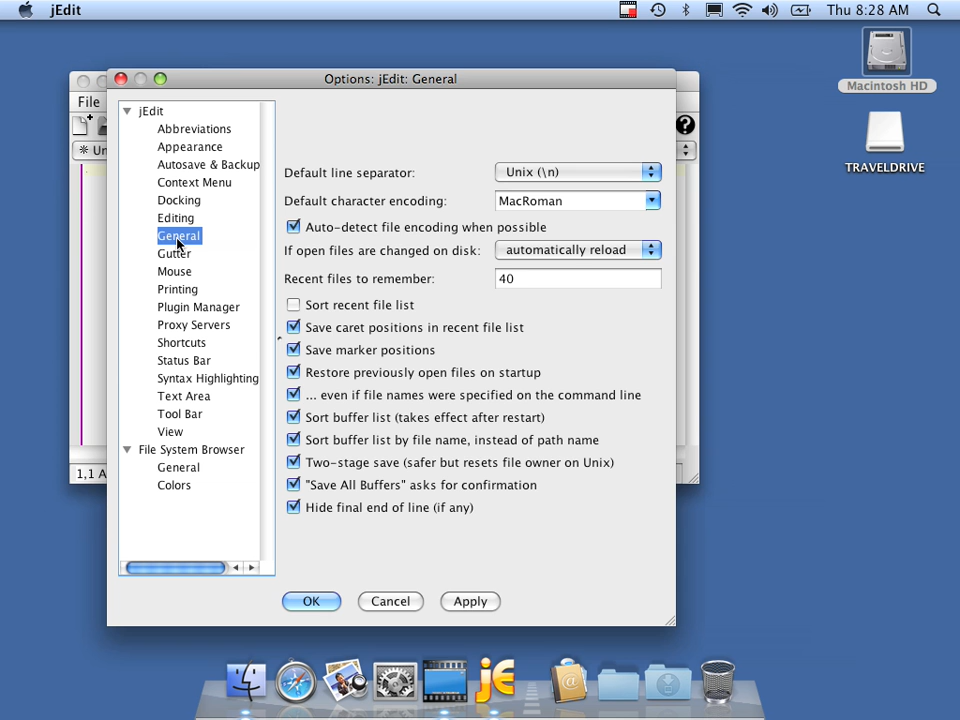 jEdit
Thu 8:28 AM
Macintosh HD
TRAVELDRIVE
Options: jEdit: General
File
jEdit
Abbreviations
Appearance
Autosave & Backup
Context Menu
Docking
Editing
General
Gutter
Mouse
Printing
Plugin Manager
Proxy Servers
Shortcuts
Status Bar
Syntax Highlighting
Text Area
Tool Bar
View
File System Browser
General
Colors
Default line separator: Unix (\n)
Default character encoding: MacRoman
Auto-detect file encoding when possible
If open files are changed on disk: automatically reload
Recent files to remember: 40
Sort recent file list
Save caret positions in recent file list
Save marker positions
Restore previously open files on startup
... even if file names were specified on the command line
Sort buffer list (takes effect after restart)
Sort buffer list by file name, instead of path name
Two-stage save (safer but resets file owner on Unix)
"Save All Buffers" asks for confirmation
Hide final end of line (if any)
OK Cancel Apply
1,1
jE